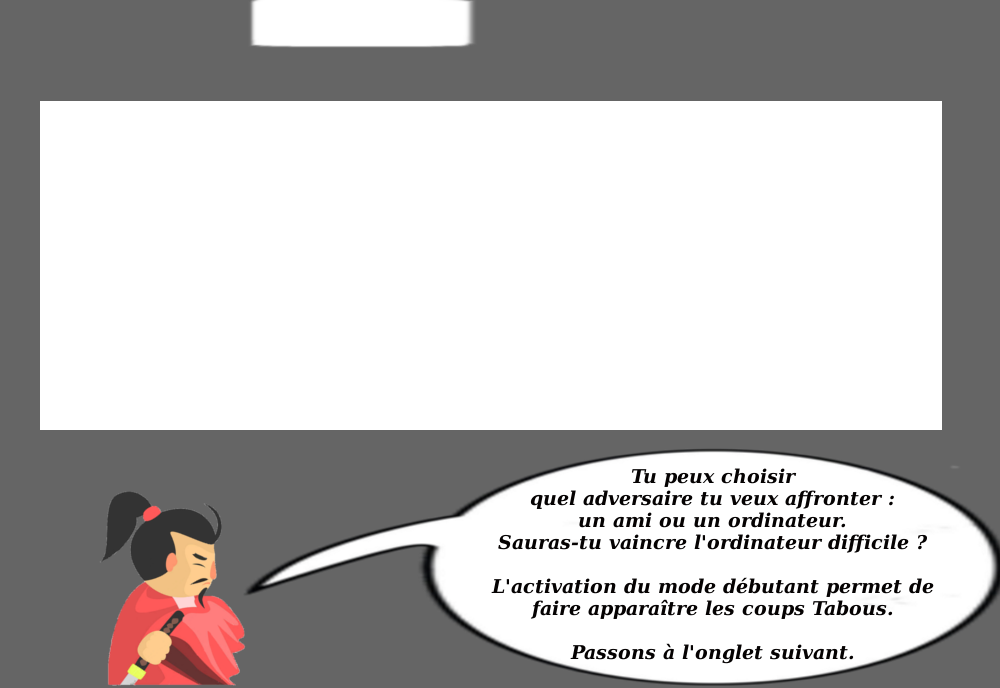 Tu peux choisir
quel adversaire tu veux affronter :
un ami ou un ordinateur.
Sauras-tu vaincre l'ordinateur difficile ?
L'activation du mode débutant permet de
faire apparaître les coups Tabous.
Passons à l'onglet suivant.